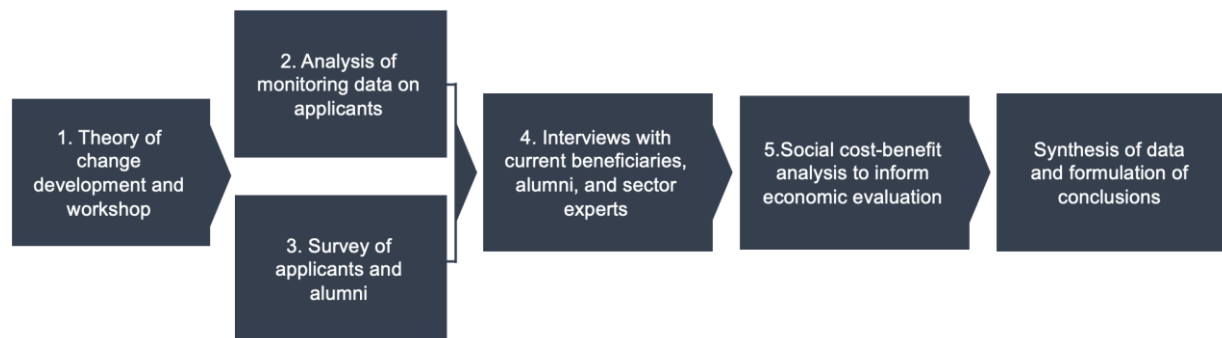 1. Theory of
change
development and
workshop
2. Analysis of
monitoring data on
applicants
3. Survey of
applicants and
alumni
4. Interviews with
current beneficiaries,
alumni, and sector
experts
5.Social cost-benefit
analysis to inform
economic evaluation
Synthesis of data
and formulation of
conclusions